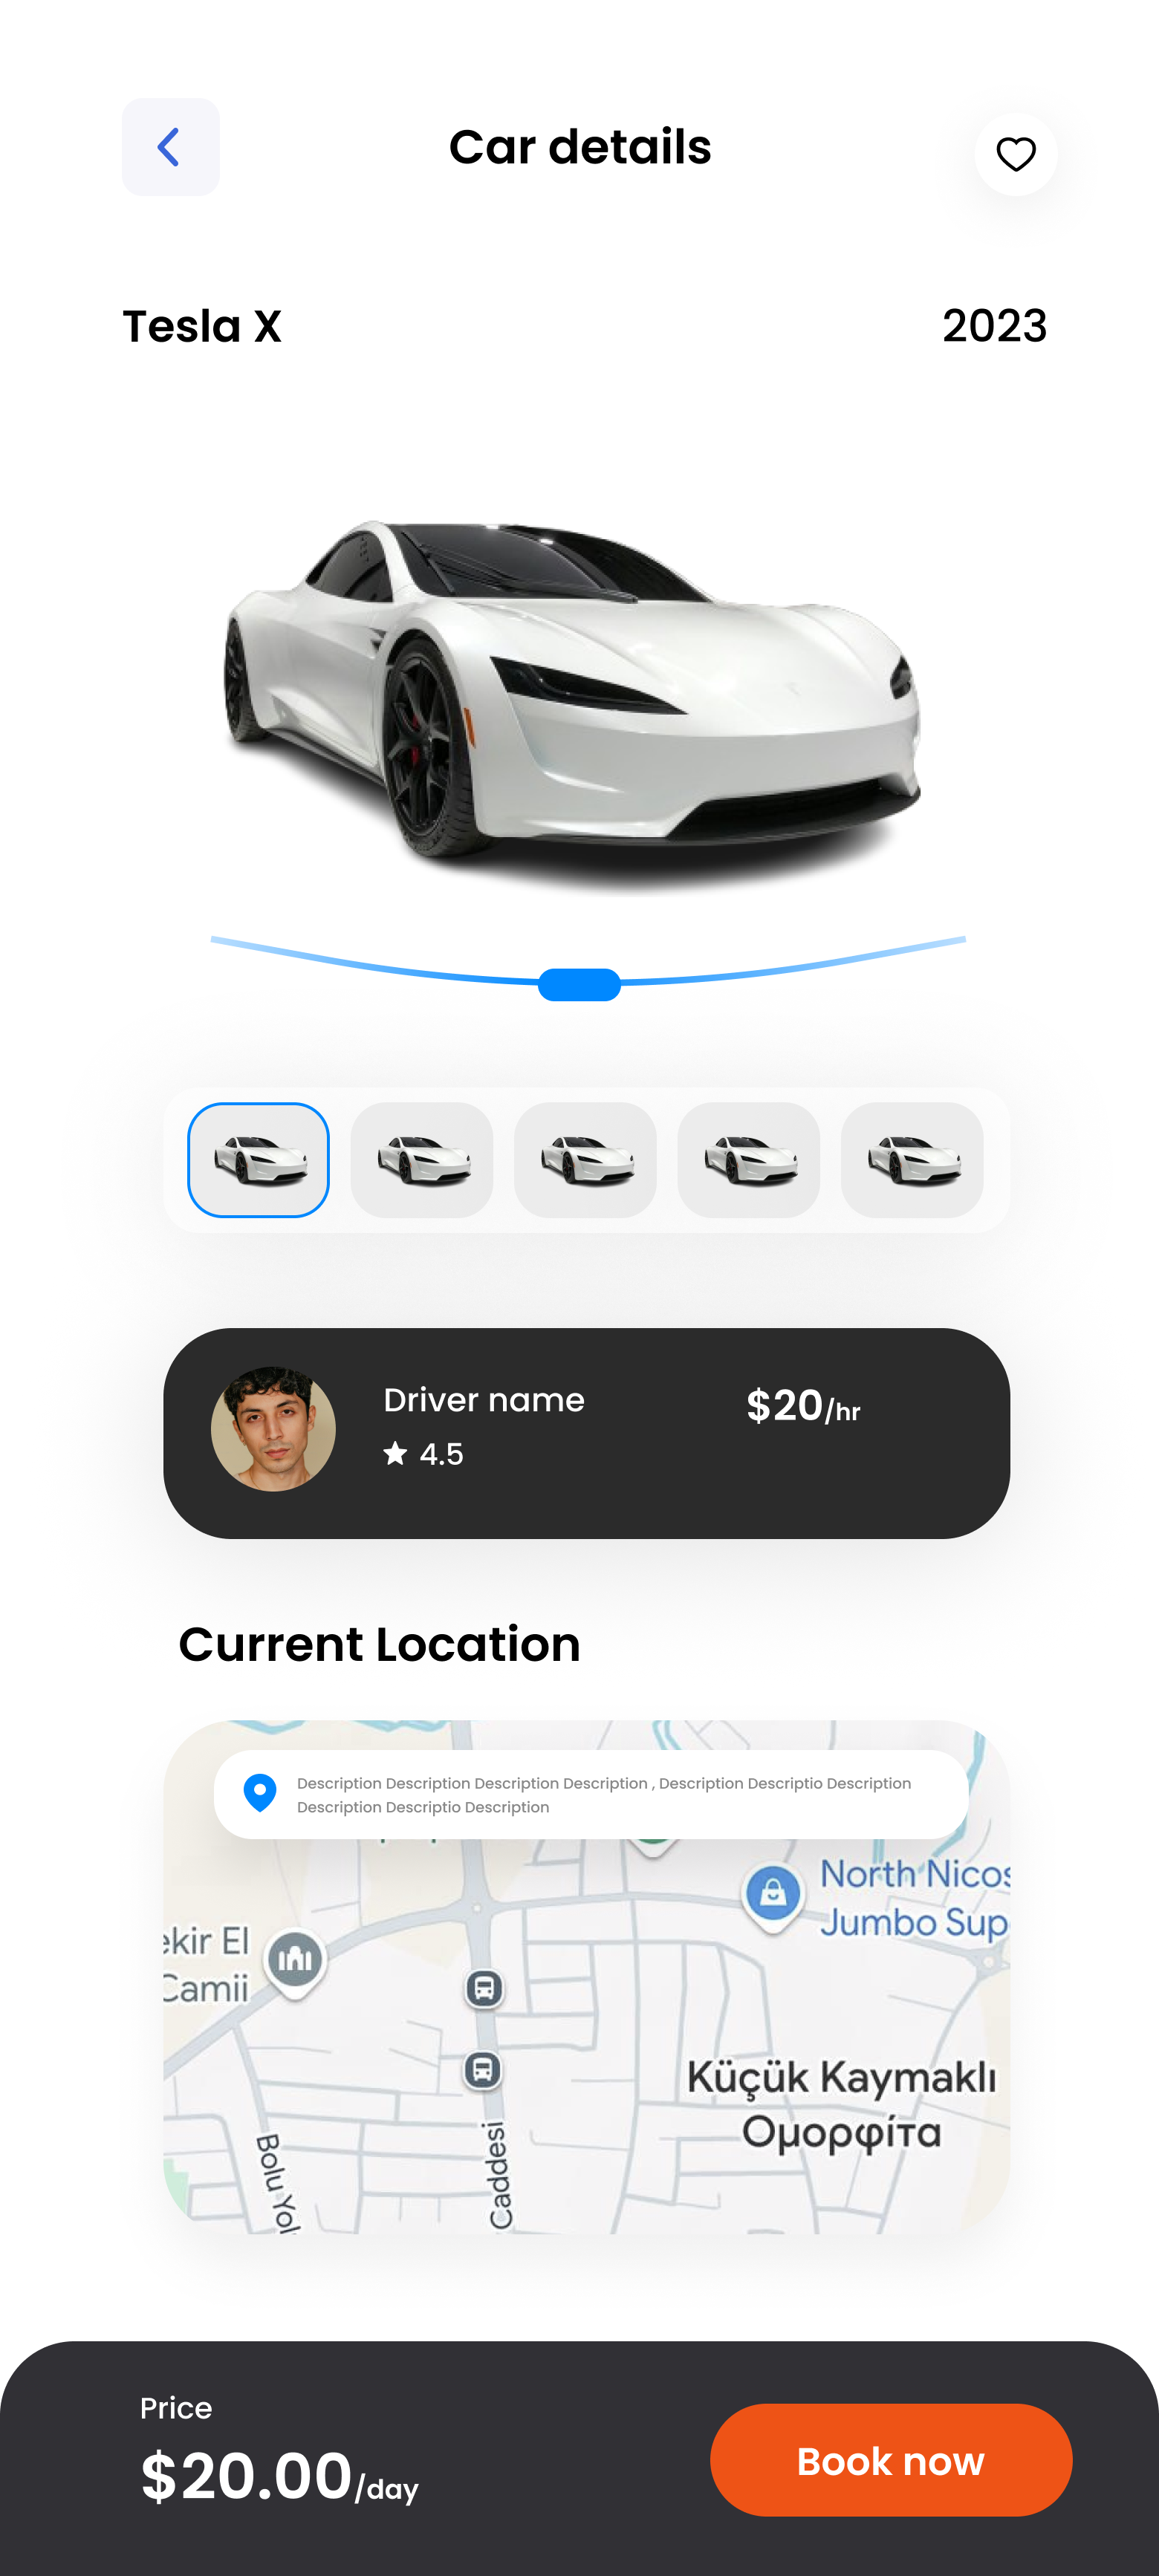 Car details
Tesla X
2023
Driver name
$20/hr
4.5
Current Location
Description Description Description Description , Description Descriptio Description
Description Descriptio Description
North Nicos
Jumbo Sup
ekir El
Camii
Küçük Kaymaklı
Ομορφίτα
Bolu Yol
Caddesi
Price
$20.00/day
Book now